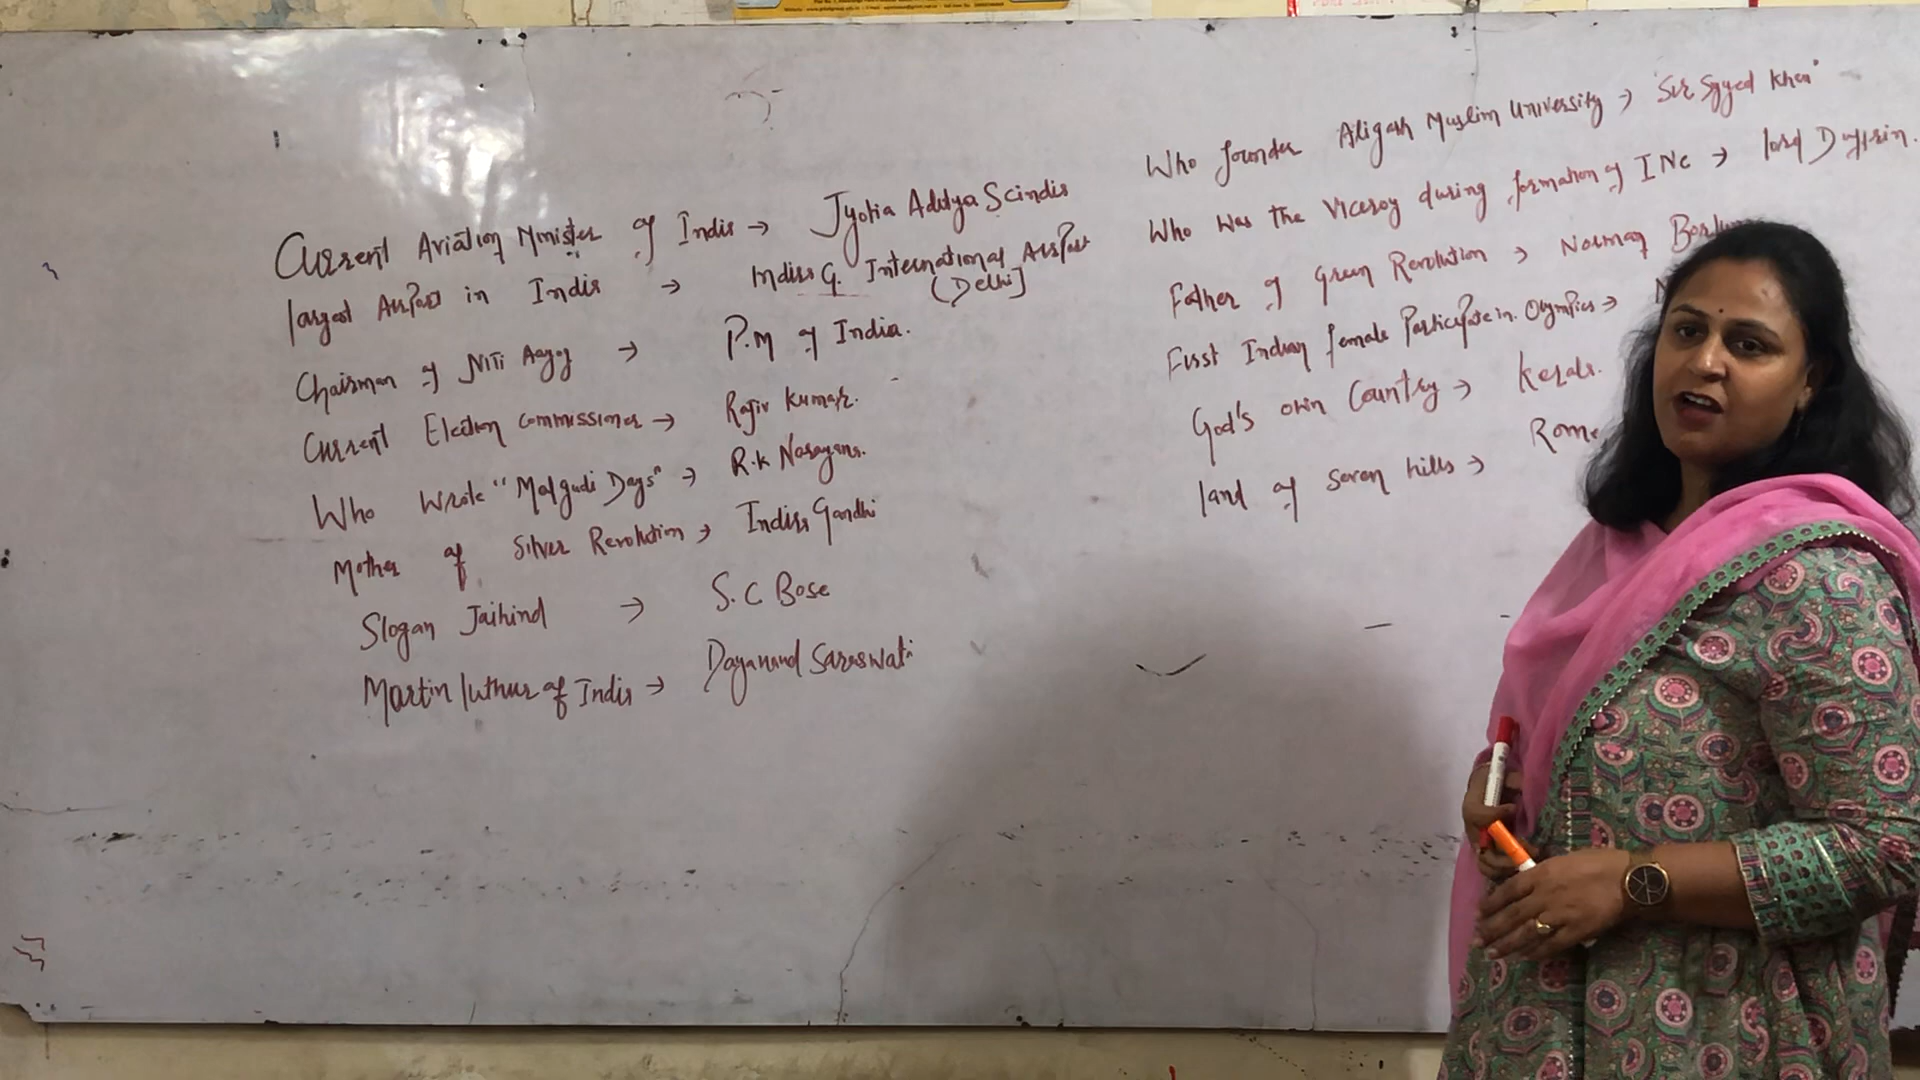 Current Aviation Minister of India → Jyotia Aditya Scindia
largest AirPort in India → Indira G. International AirPort
(Delhi]
Chairman of NITI Aayog → P.M of India.
Current Election Commissioner → Rajiv Kumar.
Who Wrote "Malgudi Days" → R.K Narayana.
Mother of Silver Revolution → Indira Gandhi
Slogan Jaihind → S.C Bose
Martin luthur of India → Dayanand Saraswati
Who founder Aligarh Muslim University → Sir Syyed Khan
Who Was the Viceroy during formation of INC → lord Duffrin.
Father of Green Revolution → Norman
First Indian female Participate in Olympics →
God's own Country → Kerala.
land of Seven hills → Rome